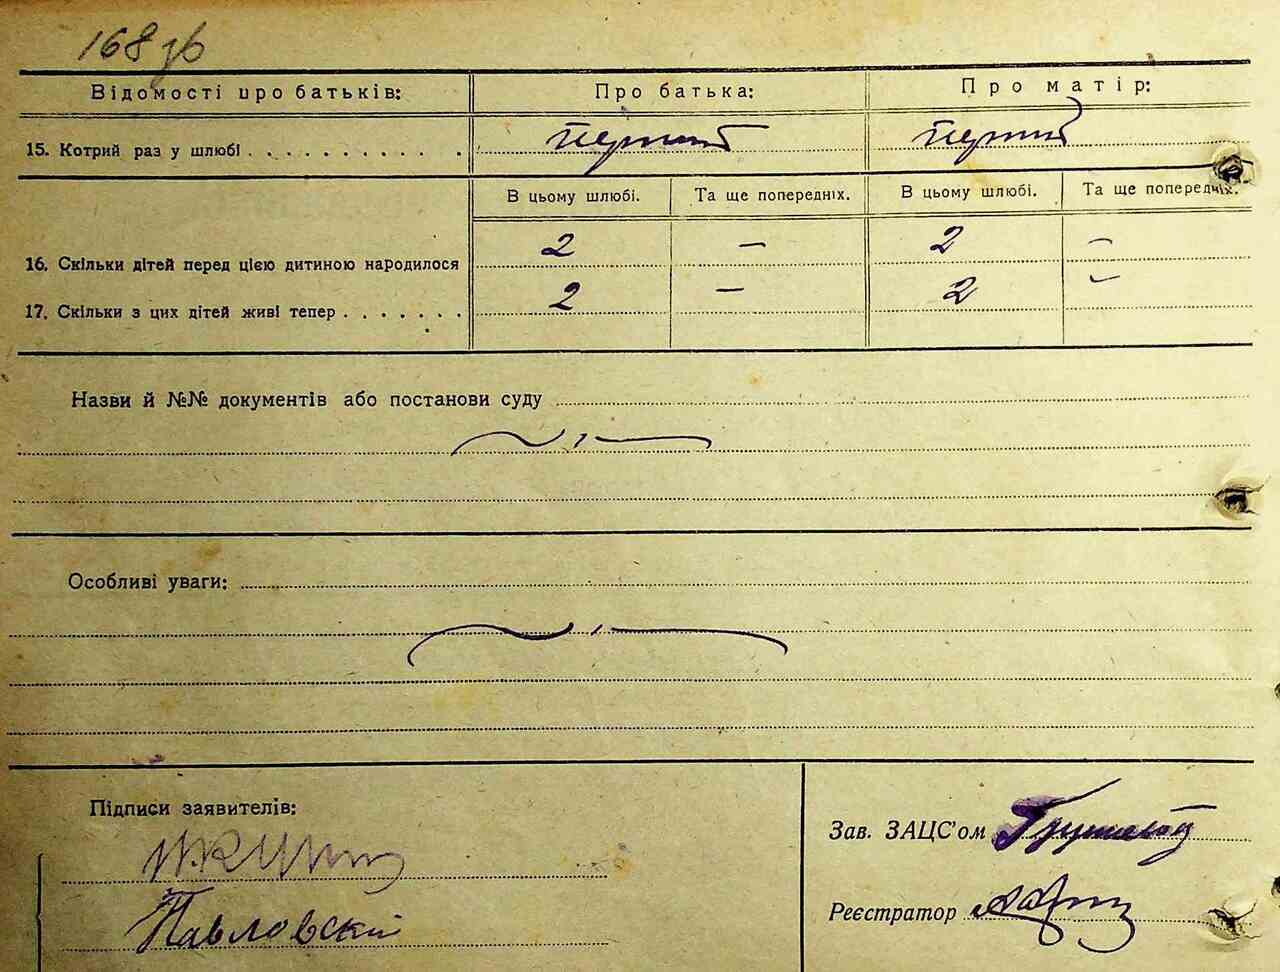 168 зв
Відомості про батьків: Про батька: Про матір:
15. Котрий раз у шлюбі . . . . . . . . . . . перший перший
В цьому шлюбі. Та ще попередніх. В цьому шлюбі. Та ще попередніх.
16. Скільки дітей перед цією дитиною народилося 2 — 2 —
17. Скільки з цих дітей живі тепер . . . . . . . 2 — 2 —
Назви й №№ документів або постанови суду
Особливі уваги:
Підписи заявителів:
Зав. ЗАЦС'ом
Реєстратор
Павловский